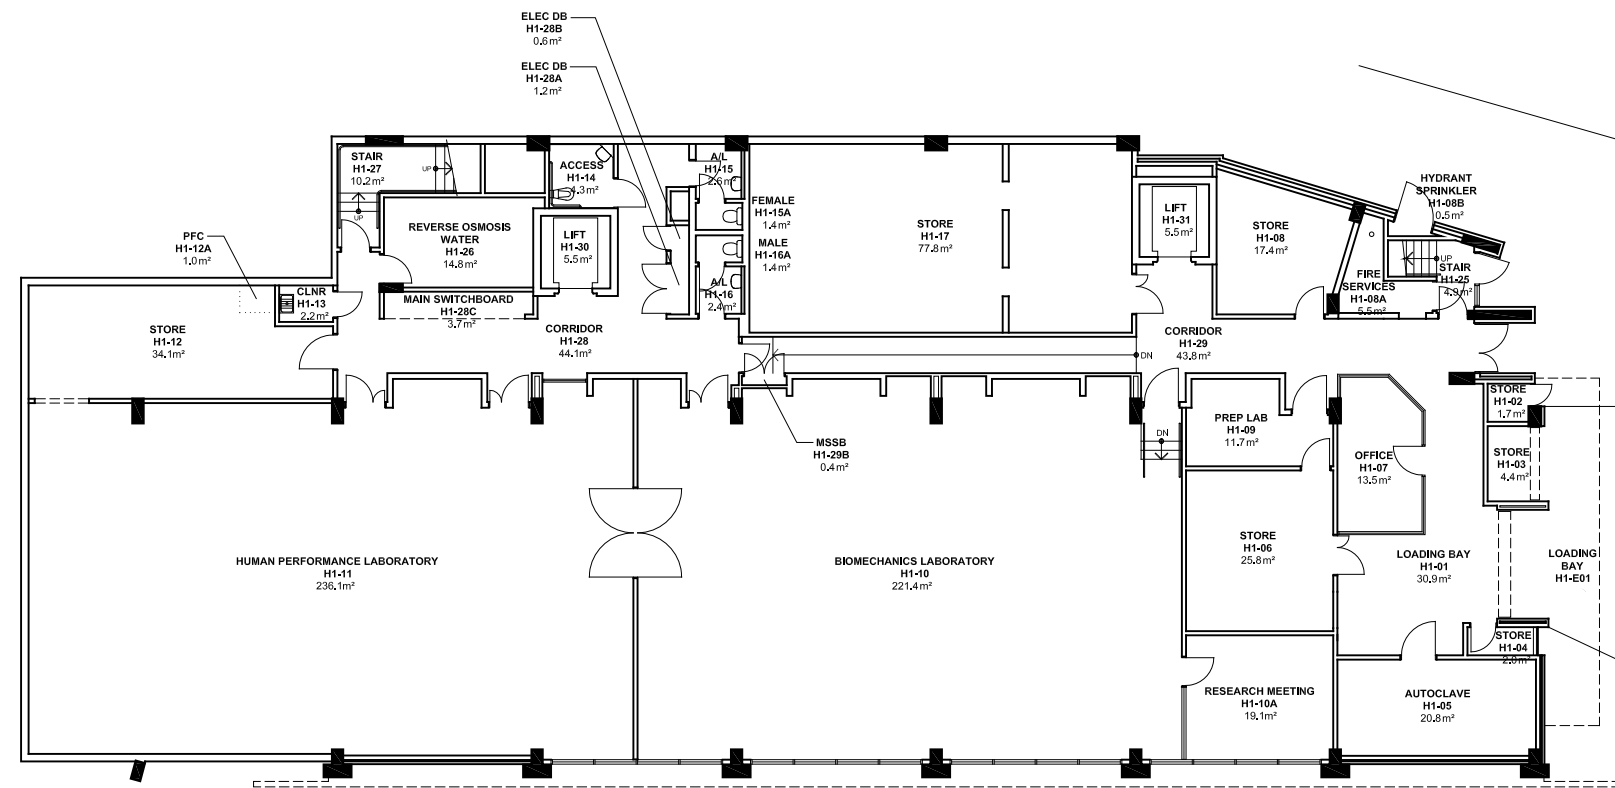 ELEC DB
H1-28B
0.6m²
ELEC DB
H1-28A
1.2m²
STAIR
H1-27
10.2m²
UP
UP
ACCESS
H1-14
4.3m²
A/L
H1-15
2.6m²
FEMALE
H1-15A
1.4m²
MALE
H1-16A
1.4m²
A/L
H1-16
2.4m²
STORE
H1-17
77.8m²
LIFT
H1-31
5.5m²
STORE
H1-08
17.4m²
HYDRANT
SPRINKLER
H1-08B
0.5m²
UP
STAIR
H1-25
4.9m²
FIRE
SERVICES
H1-08A
5.5m²
PFC
H1-12A
1.0m²
REVERSE OSMOSIS
WATER
H1-26
14.8m²
LIFT
H1-30
5.5m²
CLNR
H1-13
2.2m²
MAIN SWITCHBOARD
H1-28C
3.7m²
STORE
H1-12
34.1m²
CORRIDOR
H1-28
44.1m²
CORRIDOR
H1-29
43.8m²
DN
STORE
H1-02
1.7m²
PREP LAB
H1-09
11.7m²
DN
MSSB
H1-29B
0.4m²
OFFICE
H1-07
13.5m²
STORE
H1-03
4.4m²
HUMAN PERFORMANCE LABORATORY
H1-11
236.1m²
BIOMECHANICS LABORATORY
H1-10
221.4m²
STORE
H1-06
25.8m²
LOADING BAY
H1-01
30.9m²
LOADING
BAY
H1-E01
STORE
H1-04
2.0m²
RESEARCH MEETING
H1-10A
19.1m²
AUTOCLAVE
H1-05
20.8m²